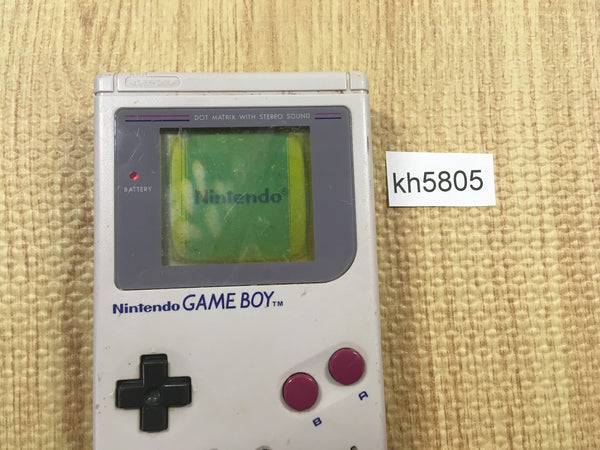 DOT MATRIX WITH STEREO SOUND
BATTERY
Nintendo®
kh5805
Nintendo GAME BOY™
B A